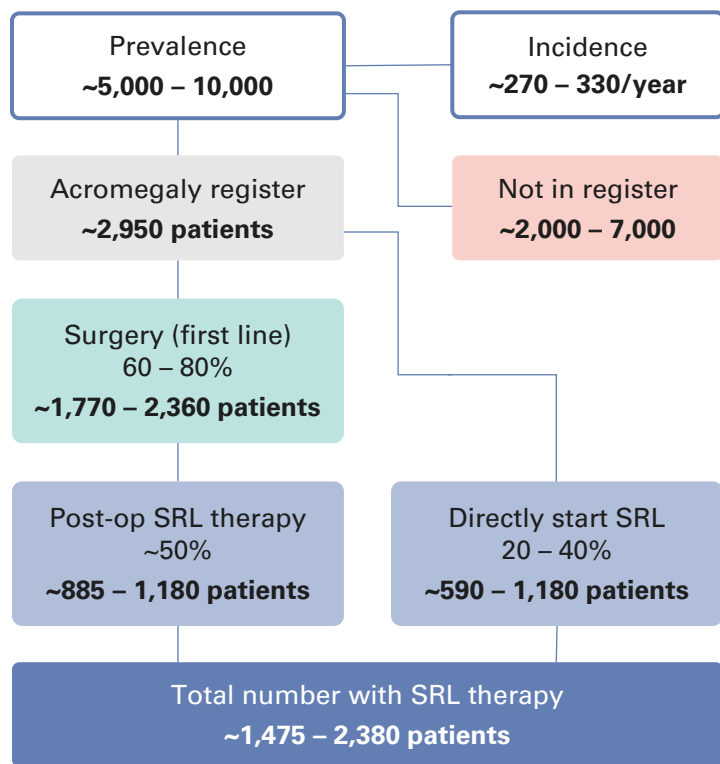 Prevalence
~5,000 – 10,000
Incidence
~270 – 330/year
Acromegaly register
~2,950 patients
Not in register
~2,000 – 7,000
Surgery (first line)
60 – 80%
~1,770 – 2,360 patients
Post-op SRL therapy
~50%
~885 – 1,180 patients
Directly start SRL
20 – 40%
~590 – 1,180 patients
Total number with SRL therapy
~1,475 – 2,380 patients